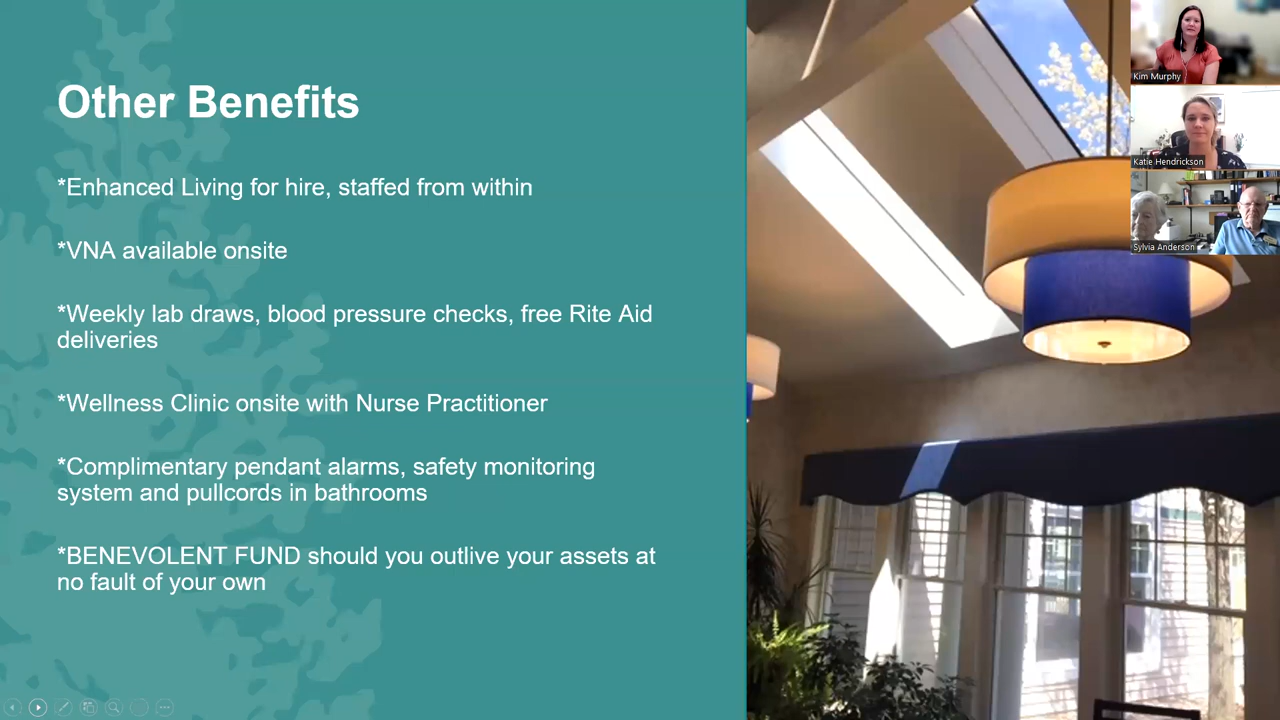 Other Benefits
*Enhanced Living for hire, staffed from within
*VNA available onsite
*Weekly lab draws, blood pressure checks, free Rite Aid
deliveries
*Wellness Clinic onsite with Nurse Practitioner
*Complimentary pendant alarms, safety monitoring
system and pullcords in bathrooms
*BENEVOLENT FUND should you outlive your assets at
no fault of your own
Kim Murphy
Katie Hendrickson
Sylvia Anderson